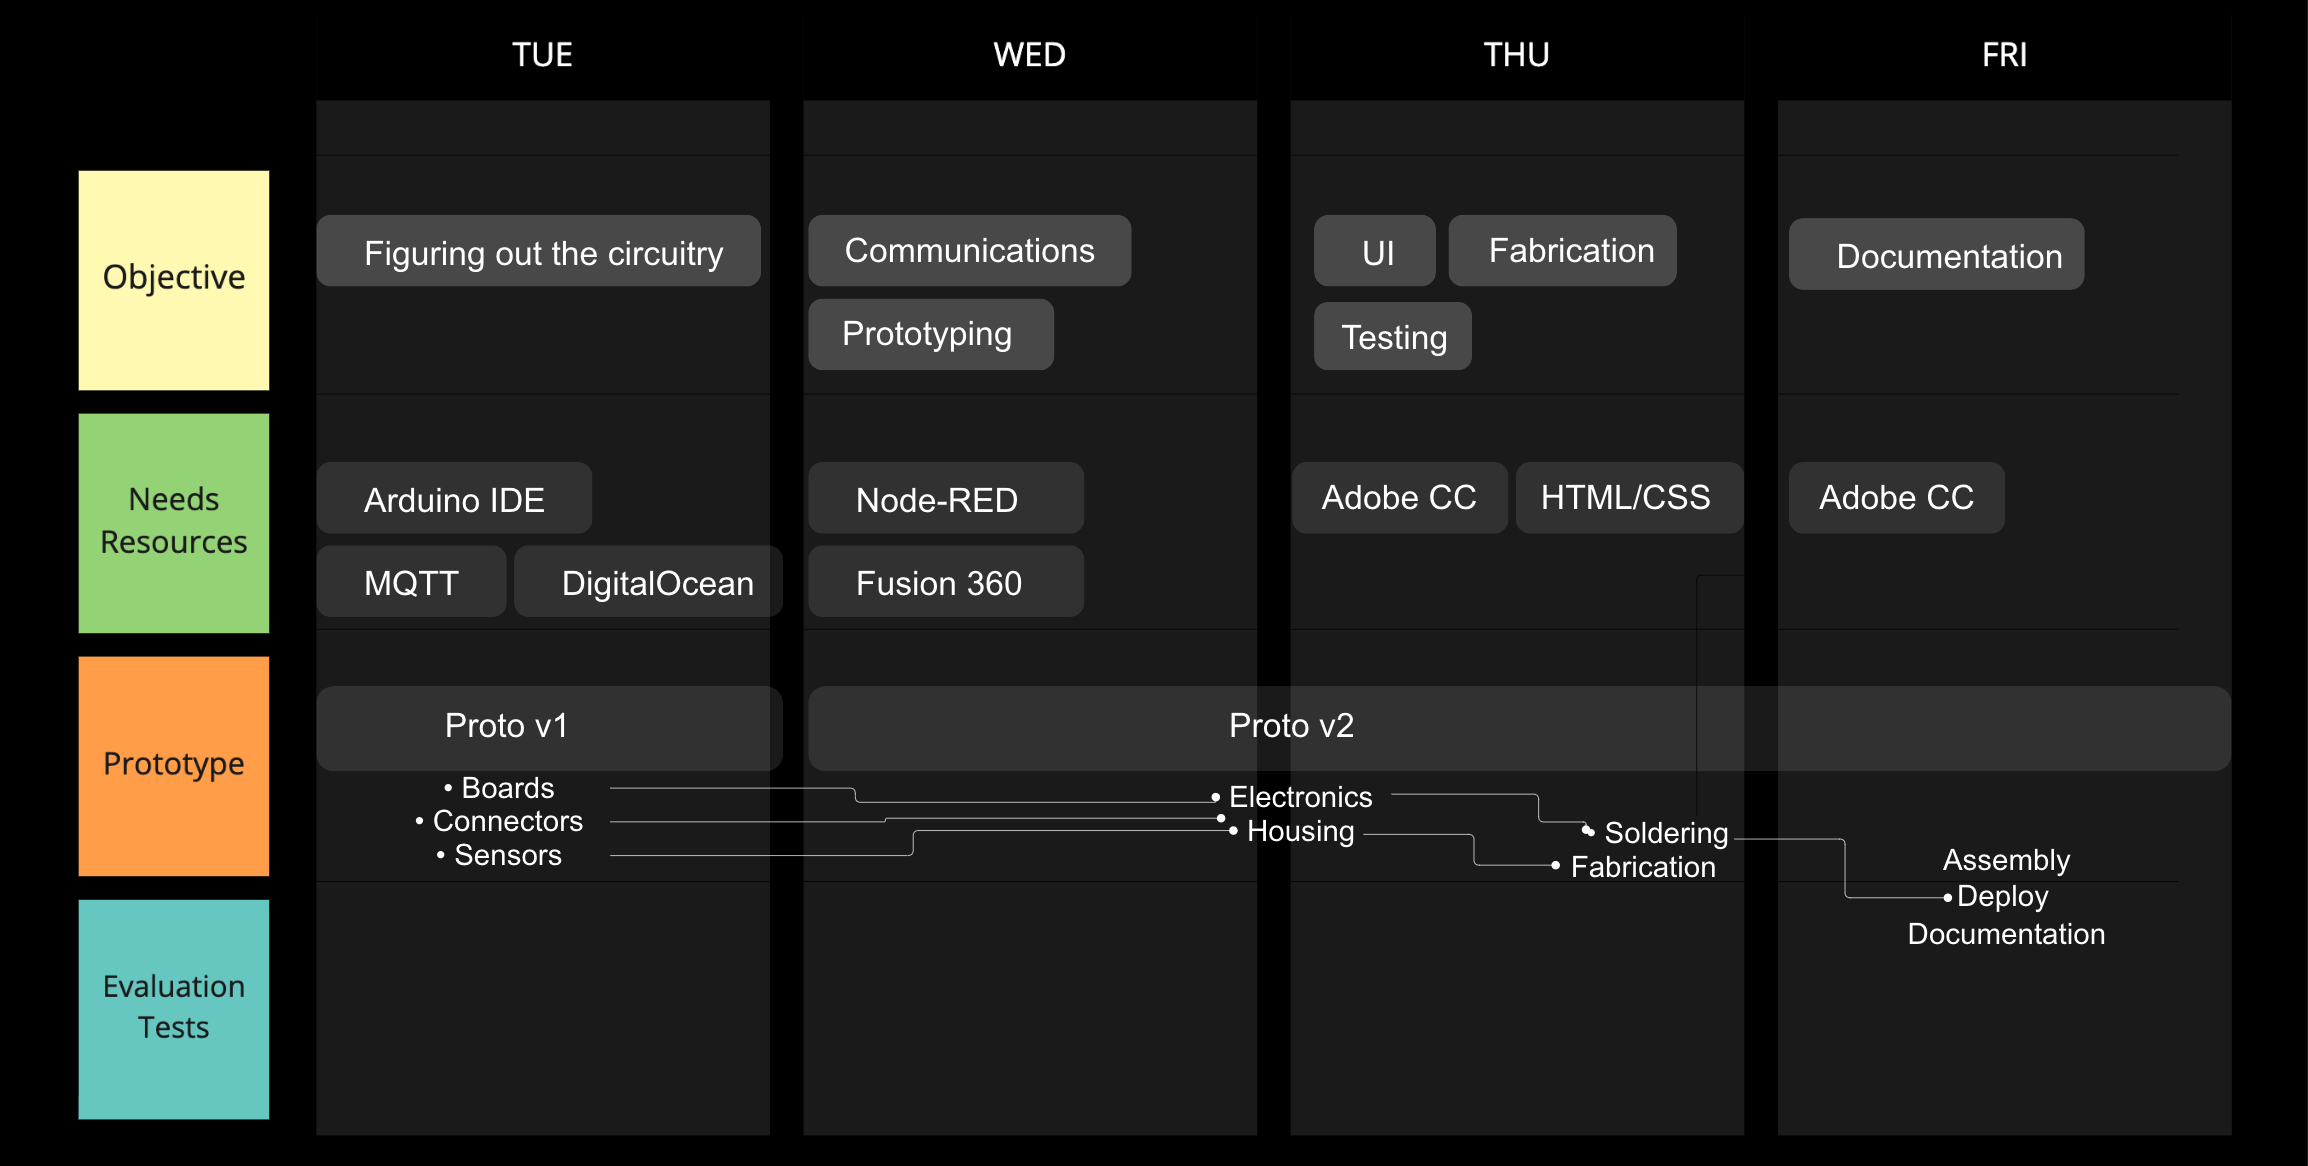 TUE WED THU FRI
Objective
Figuring out the circuitry
Communications
Prototyping
UI
Fabrication
Testing
Documentation
Needs
Resources
Arduino IDE
MQTT
DigitalOcean
Node-RED
Fusion 360
Adobe CC
HTML/CSS
Adobe CC
Prototype
Proto v1
• Boards
• Connectors
• Sensors
Proto v2
Electronics
Housing
Soldering
Fabrication
Assembly
Deploy
Documentation
Evaluation
Tests